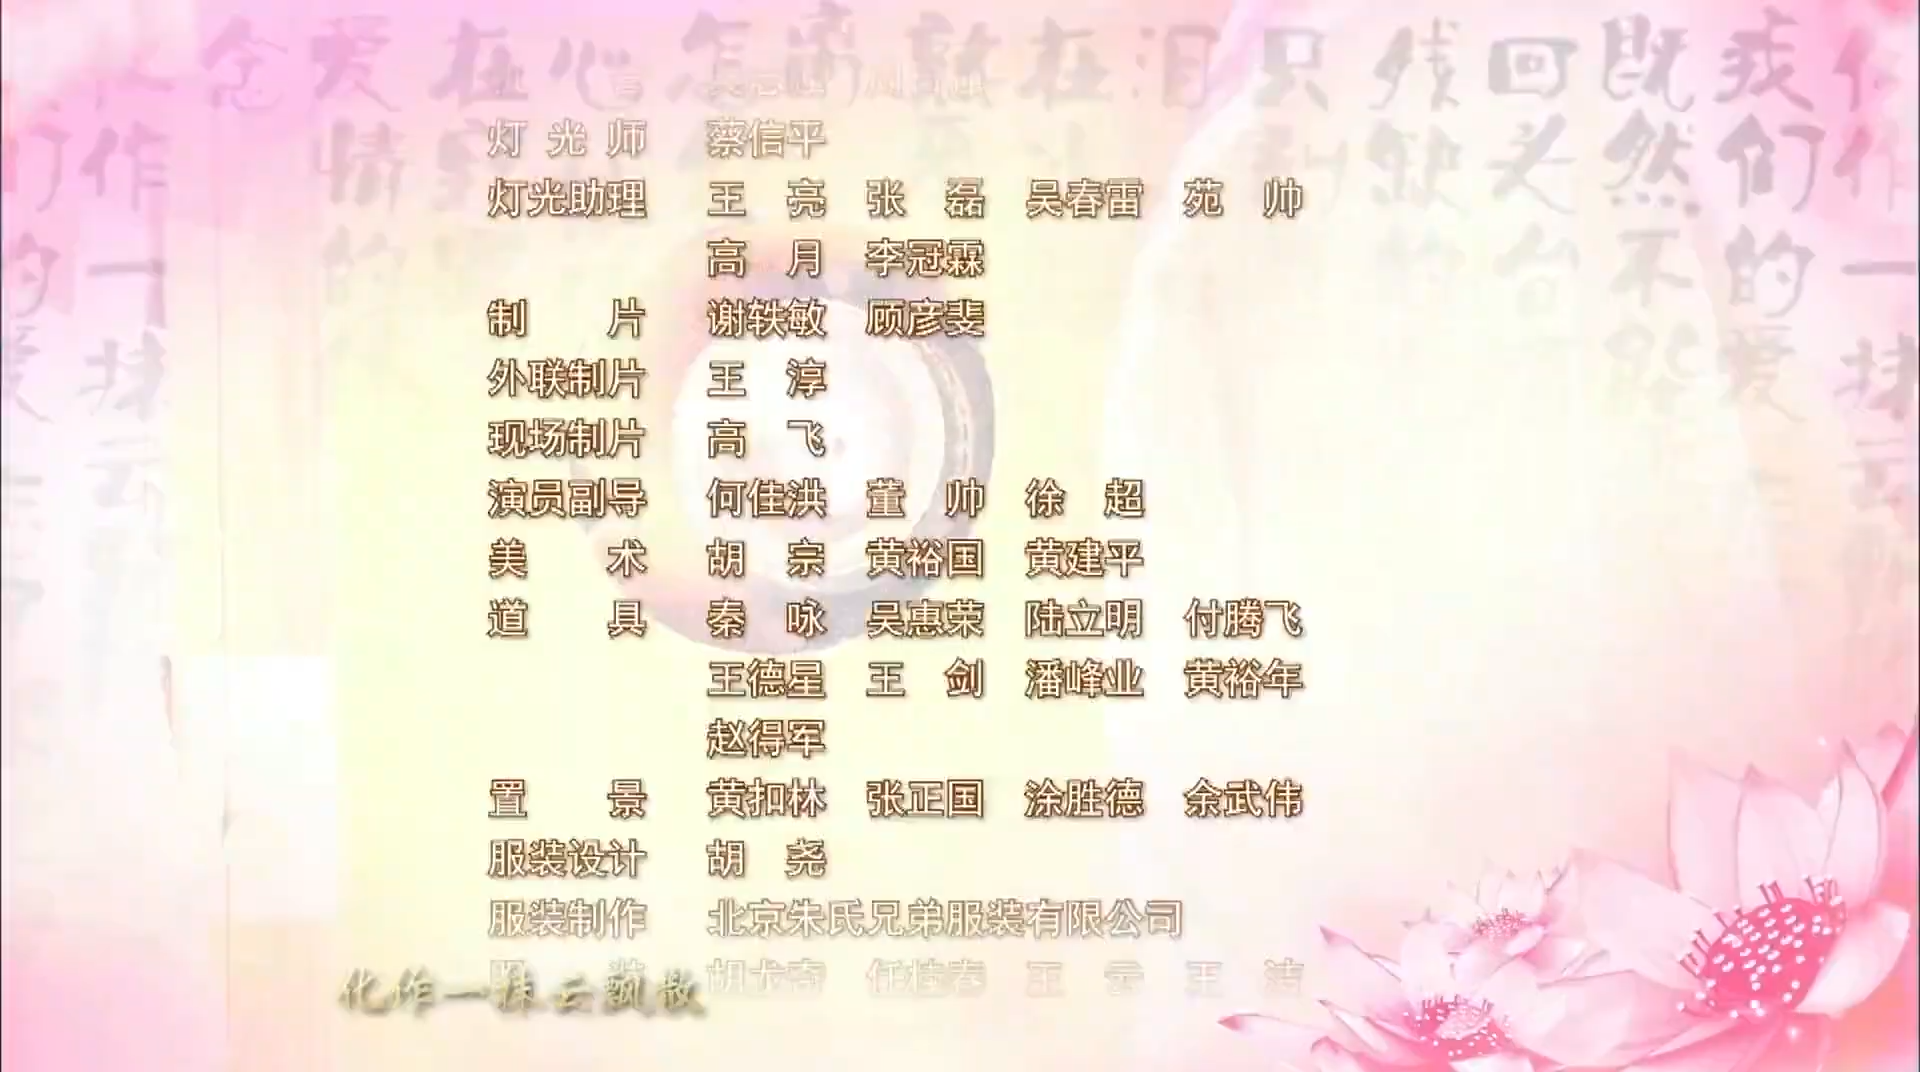 灯光师 蔡信平
灯光助理 王亮 张磊 吴春雷 苑帅
高月 李冠霖
制片 谢轶敏 顾彦斐
外联制片 王淳
现场制片 高飞
演员副导 何佳洪 董帅 徐超
美术 胡宗 黄裕国 黄建平
道具 秦咏 吴惠荣 陆立明 付腾飞
王德星 王剑 潘峰业 黄裕年
赵得军
置景 黄扣林 张正国 涂胜德 余武伟
服装设计 胡尧
服装制作 北京朱氏兄弟服装有限公司
任桂春 王云 王洁
化作一抹云飘散